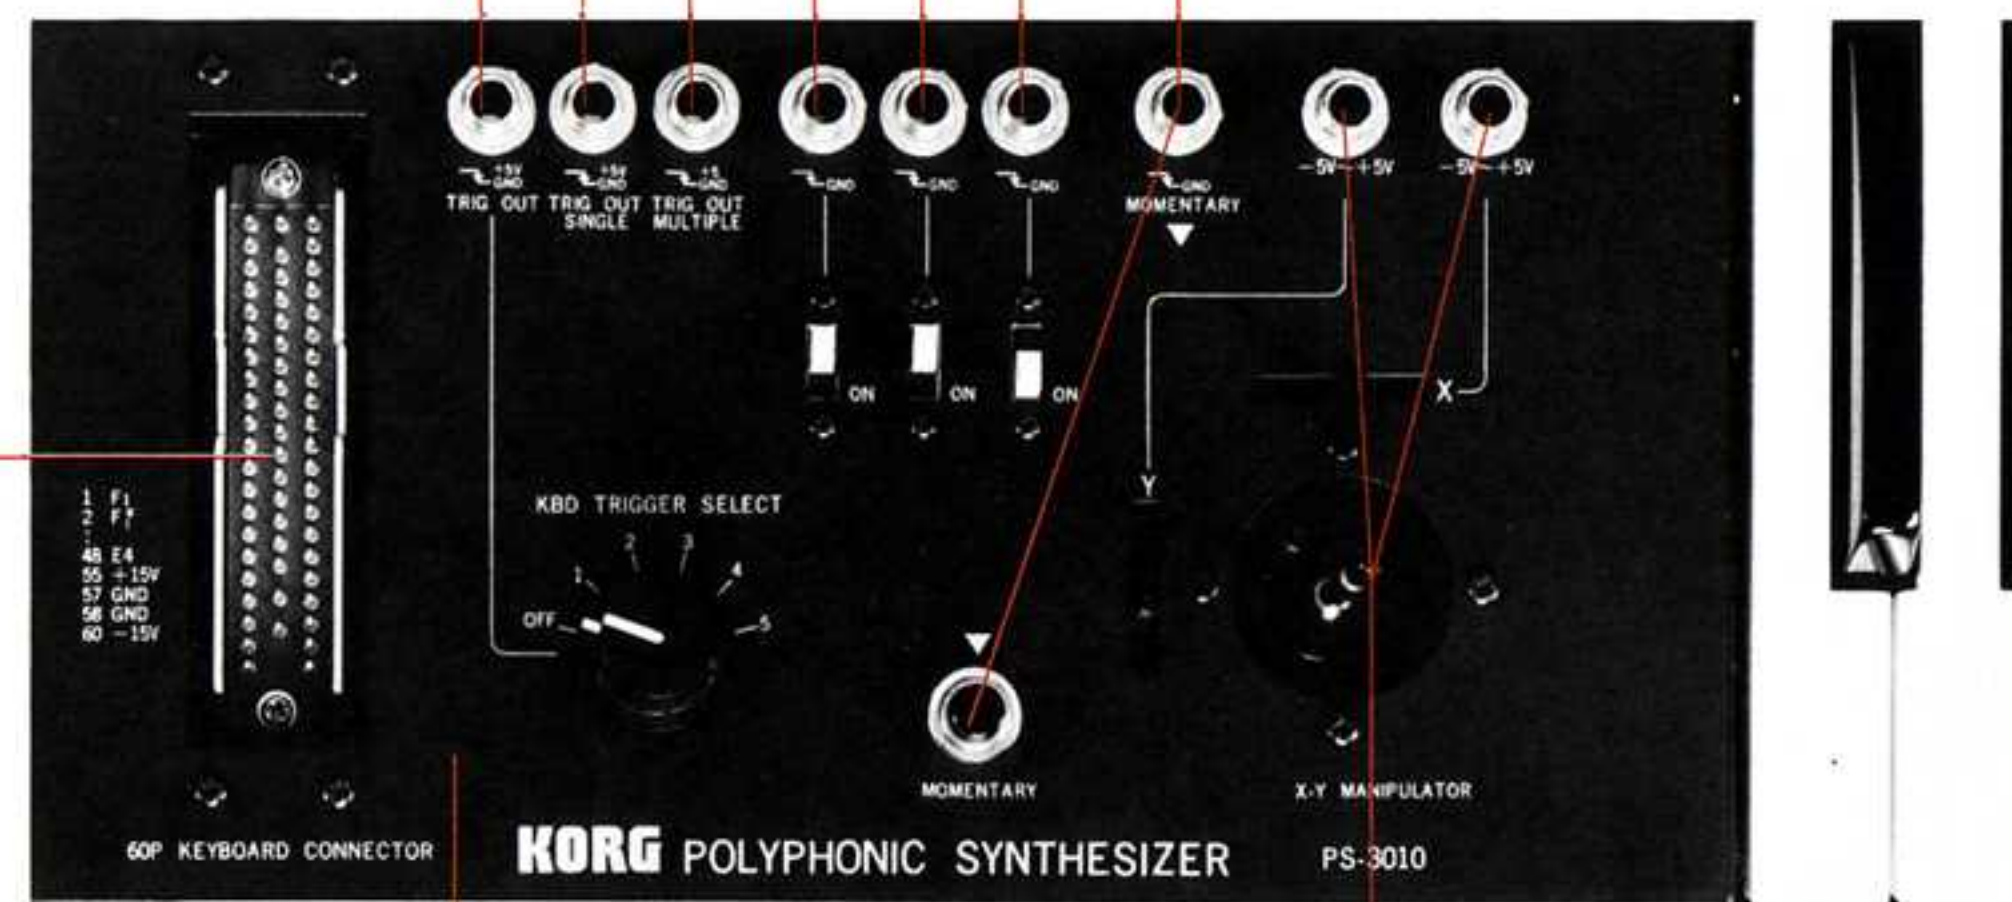 +5V
GND
TRIG OUT
+5V
GND
TRIG OUT
SINGLE
+5
GND
TRIG OUT
MULTIPLE
GND
GND
GND
GND
MOMENTARY
-5V~+5V
-5V~+5V
ON
ON
ON
X
Y
KBD TRIGGER SELECT
OFF
1
2
3
4
5
1 F1
2 F1#
48 E4
55 +15V
57 GND
58 GND
60 -15V
MOMENTARY
X-Y MANIPULATOR
60P KEYBOARD CONNECTOR
KORG POLYPHONIC SYNTHESIZER PS-3010